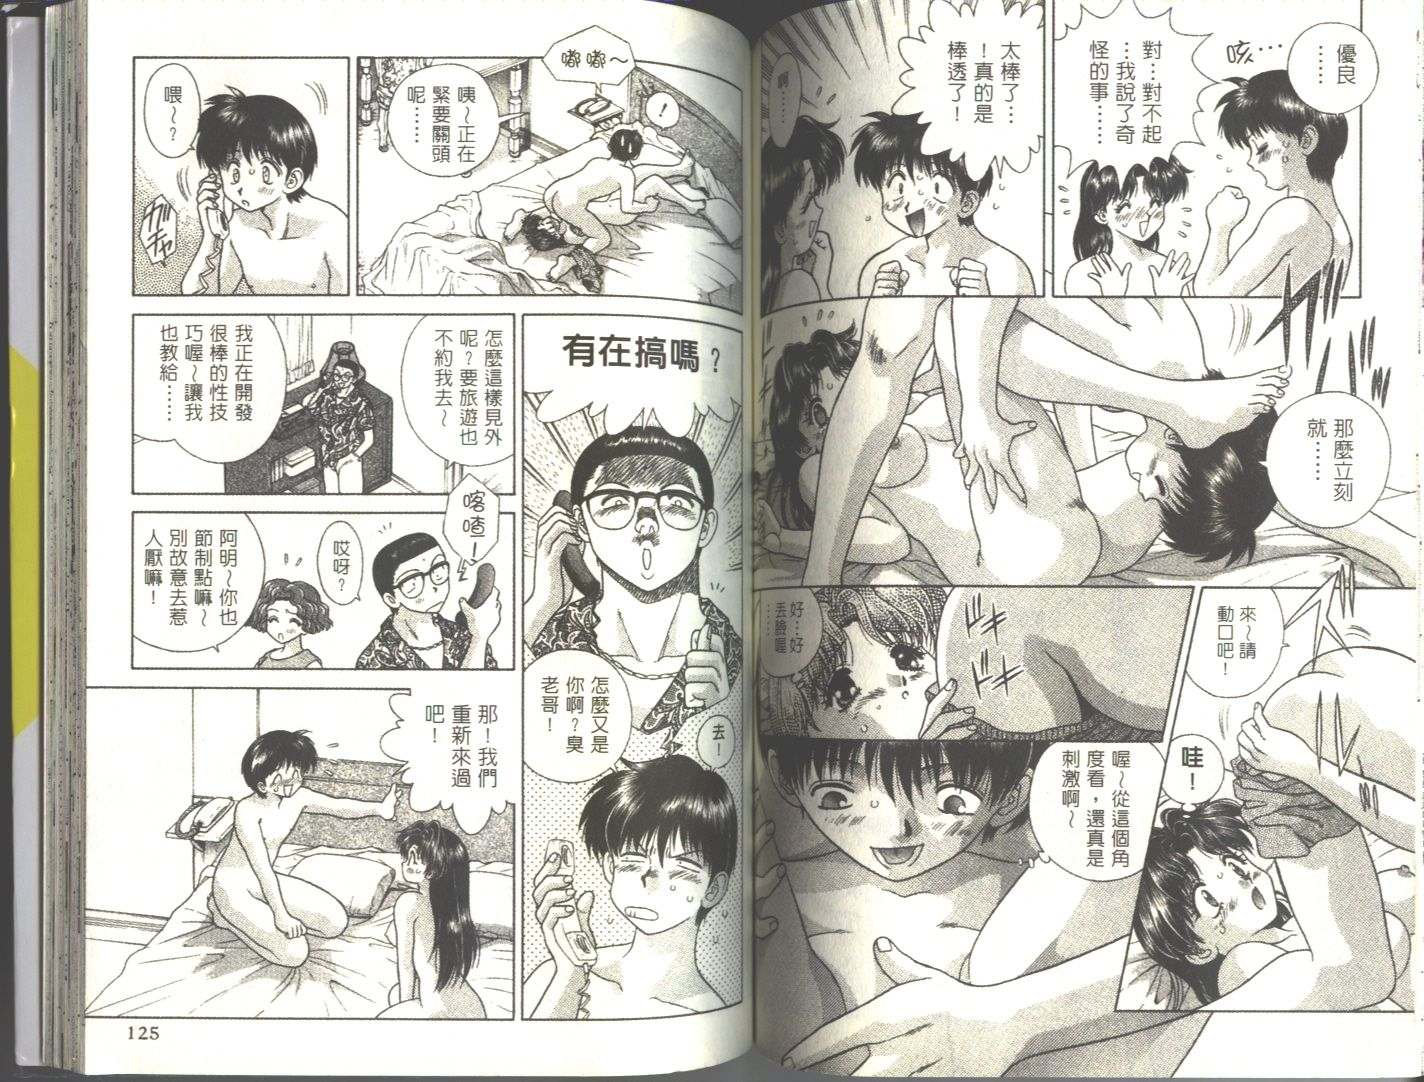 優良
……
咳…
對…對不起
…我說了奇
怪的事……
太棒了…
！真的是
棒透了！
那麼立刻
就……
來～請
動口吧！
好…好
丟臉喔
……
哇！
喔～從這個角
度看，還真是
刺激啊～
嘟嘟～
！
咦～正在
緊要關頭
呢……
喂～？
ガチャ
有在搞嗎？
怎麼又是
你啊？臭
老哥！
去！
怎麼這樣見外
呢？要旅遊也
不約我去～
我正在開發
很棒的性技
巧喔～讓我
也教給……
喀喳！
哎呀？
阿明～你也
節制點嘛～
別故意去惹
人厭嘛！
那！我們
重新來過
吧！
125